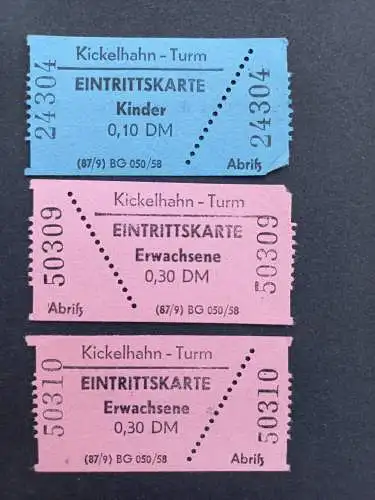 Kickelhahn - Turm
EINTRITTSKARTE
Kinder
0,10 DM
(87/9) BG 050/58
Abriß
24304
24304
Kickelhahn - Turm
EINTRITTSKARTE
Erwachsene
0,30 DM
Abriß
(87/9) BG 050/58
50309
50309
Kickelhahn - Turm
EINTRITTSKARTE
Erwachsene
0,30 DM
(87/9) BG 050/58
Abriß
50310
50310